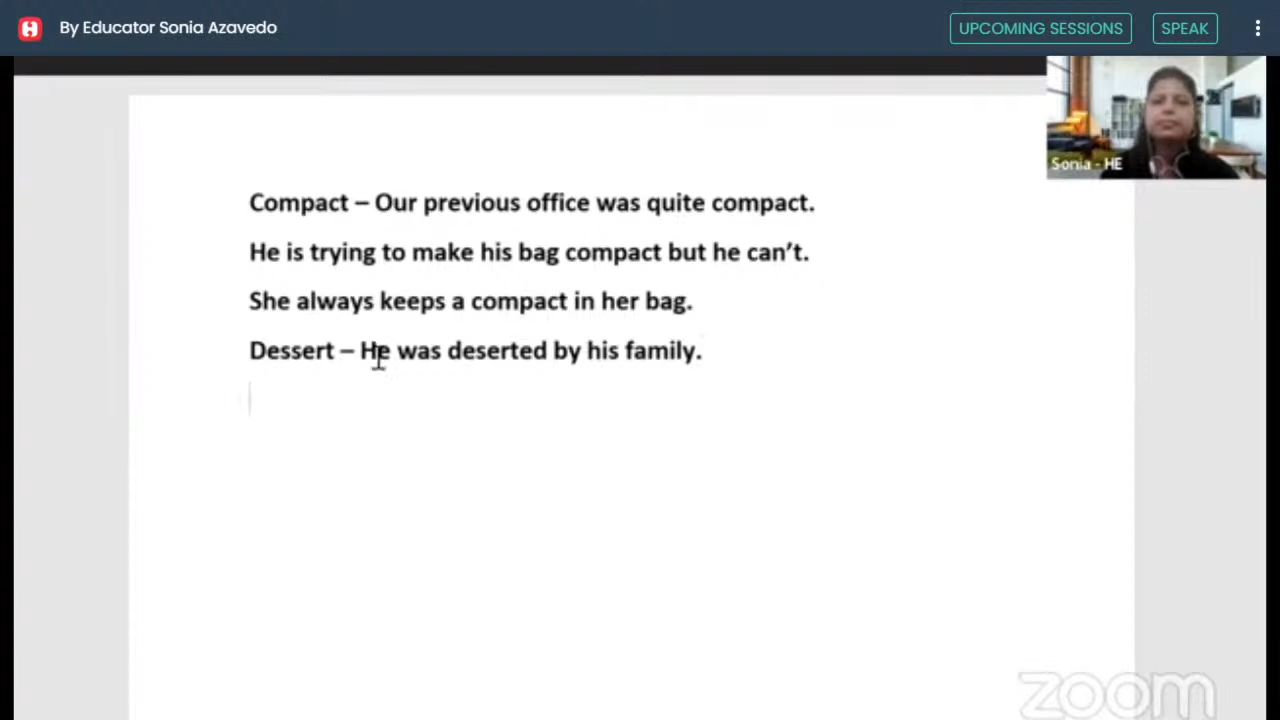 By Educator Sonia Azavedo
UPCOMING SESSIONS
SPEAK
Sonia - HE
Compact – Our previous office was quite compact.
He is trying to make his bag compact but he can't.
She always keeps a compact in her bag.
Dessert – He was deserted by his family.
zoom